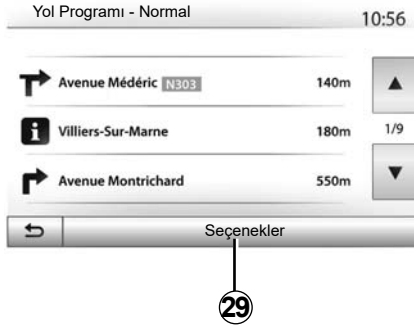 Yol Programı - Normal 10:56
Avenue Médéric N303 140m
Villiers-Sur-Marne 180m 1/9
Avenue Montrichard 550m
Seçenekler
29